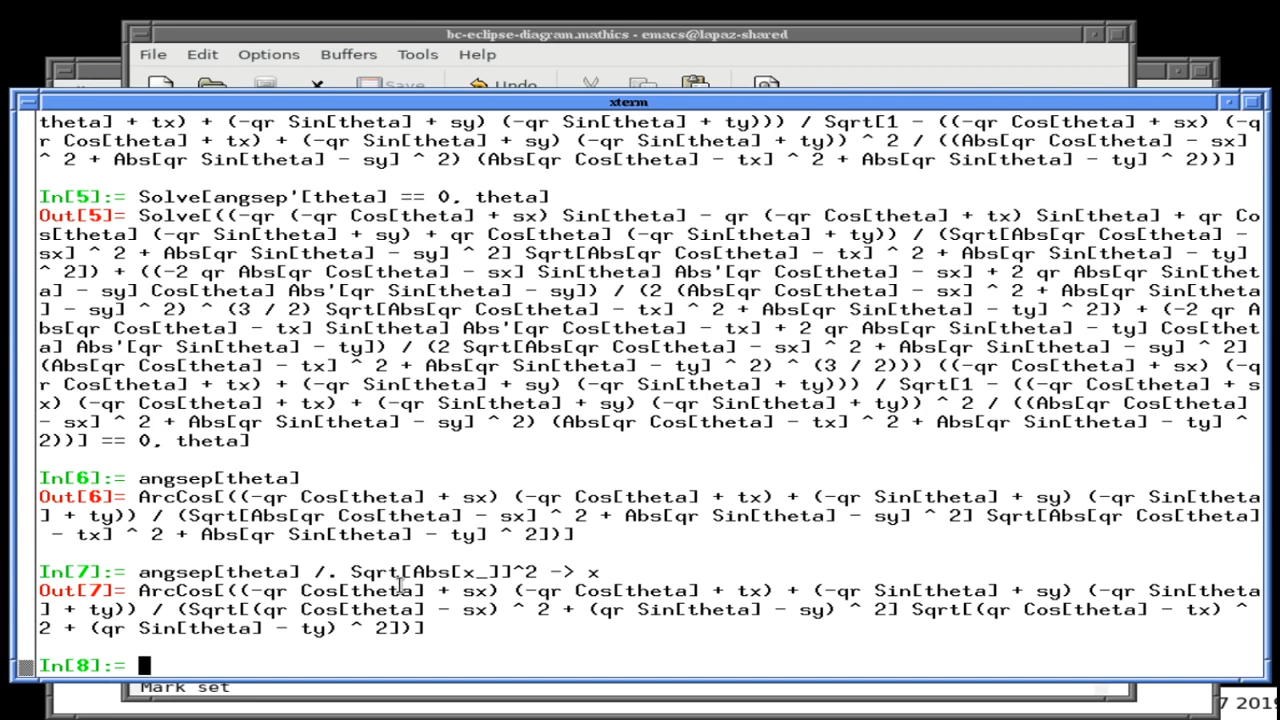 bc-eclipse-diagram.mathics - emacs@lapaz-shared
File Edit Options Buffers Tools Help
Save Undo
xterm
theta] + tx) + (-qr Sin[theta] + sy) (-qr Sin[theta] + ty))) / Sqrt[1 - ((-qr Cos[theta] + sx) (-q
r Cos[theta] + tx) + (-qr Sin[theta] + sy) (-qr Sin[theta] + ty)) ^ 2 / ((Abs[qr Cos[theta] - sx]
^ 2 + Abs[qr Sin[theta] - sy] ^ 2) (Abs[qr Cos[theta] - tx] ^ 2 + Abs[qr Sin[theta] - ty] ^ 2))]
In[5]:= Solve[angsep'[theta] == 0, theta]
Out[5]= Solve[((-qr (-qr Cos[theta] + sx) Sin[theta] - qr (-qr Cos[theta] + tx) Sin[theta] + qr Co
s[theta] (-qr Sin[theta] + sy) + qr Cos[theta] (-qr Sin[theta] + ty)) / (Sqrt[Abs[qr Cos[theta] -
sx] ^ 2 + Abs[qr Sin[theta] - sy] ^ 2] Sqrt[Abs[qr Cos[theta] - tx] ^ 2 + Abs[qr Sin[theta] - ty]
^ 2]) + ((-2 qr Abs[qr Cos[theta] - sx] Sin[theta] Abs'[qr Cos[theta] - sx] + 2 qr Abs[qr Sin[thet
a] - sy] Cos[theta] Abs'[qr Sin[theta] - sy]) / (2 (Abs[qr Cos[theta] - sx] ^ 2 + Abs[qr Sin[theta
] - sy] ^ 2) ^ (3 / 2) Sqrt[Abs[qr Cos[theta] - tx] ^ 2 + Abs[qr Sin[theta] - ty] ^ 2]) + (-2 qr A
bs[qr Cos[theta] - tx] Sin[theta] Abs'[qr Cos[theta] - tx] + 2 qr Abs[qr Sin[theta] - ty] Cos[thet
a] Abs'[qr Sin[theta] - ty]) / (2 Sqrt[Abs[qr Cos[theta] - sx] ^ 2 + Abs[qr Sin[theta] - sy] ^ 2]
(Abs[qr Cos[theta] - tx] ^ 2 + Abs[qr Sin[theta] - ty] ^ 2) ^ (3 / 2))) ((-qr Cos[theta] + sx) (-q
r Cos[theta] + tx) + (-qr Sin[theta] + sy) (-qr Sin[theta] + ty))) / Sqrt[1 - ((-qr Cos[theta] + s
x) (-qr Cos[theta] + tx) + (-qr Sin[theta] + sy) (-qr Sin[theta] + ty)) ^ 2 / ((Abs[qr Cos[theta]
- sx] ^ 2 + Abs[qr Sin[theta] - sy] ^ 2) (Abs[qr Cos[theta] - tx] ^ 2 + Abs[qr Sin[theta] - ty] ^
2))] == 0, theta]
In[6]:= angsep[theta]
Out[6]= ArcCos[((-qr Cos[theta] + sx) (-qr Cos[theta] + tx) + (-qr Sin[theta] + sy) (-qr Sin[theta
] + ty)) / (Sqrt[Abs[qr Cos[theta] - sx] ^ 2 + Abs[qr Sin[theta] - sy] ^ 2] Sqrt[Abs[qr Cos[theta]
- tx] ^ 2 + Abs[qr Sin[theta] - ty] ^ 2])]
In[7]:= angsep[theta] /. Sqrt[Abs[x_]]^2 -> x
Out[7]= ArcCos[((-qr Cos[theta] + sx) (-qr Cos[theta] + tx) + (-qr Sin[theta] + sy) (-qr Sin[theta
] + ty)) / (Sqrt[(qr Cos[theta] - sx) ^ 2 + (qr Sin[theta] - sy) ^ 2] Sqrt[(qr Cos[theta] - tx) ^
2 + (qr Sin[theta] - ty) ^ 2])]
In[8]:=
Mark set